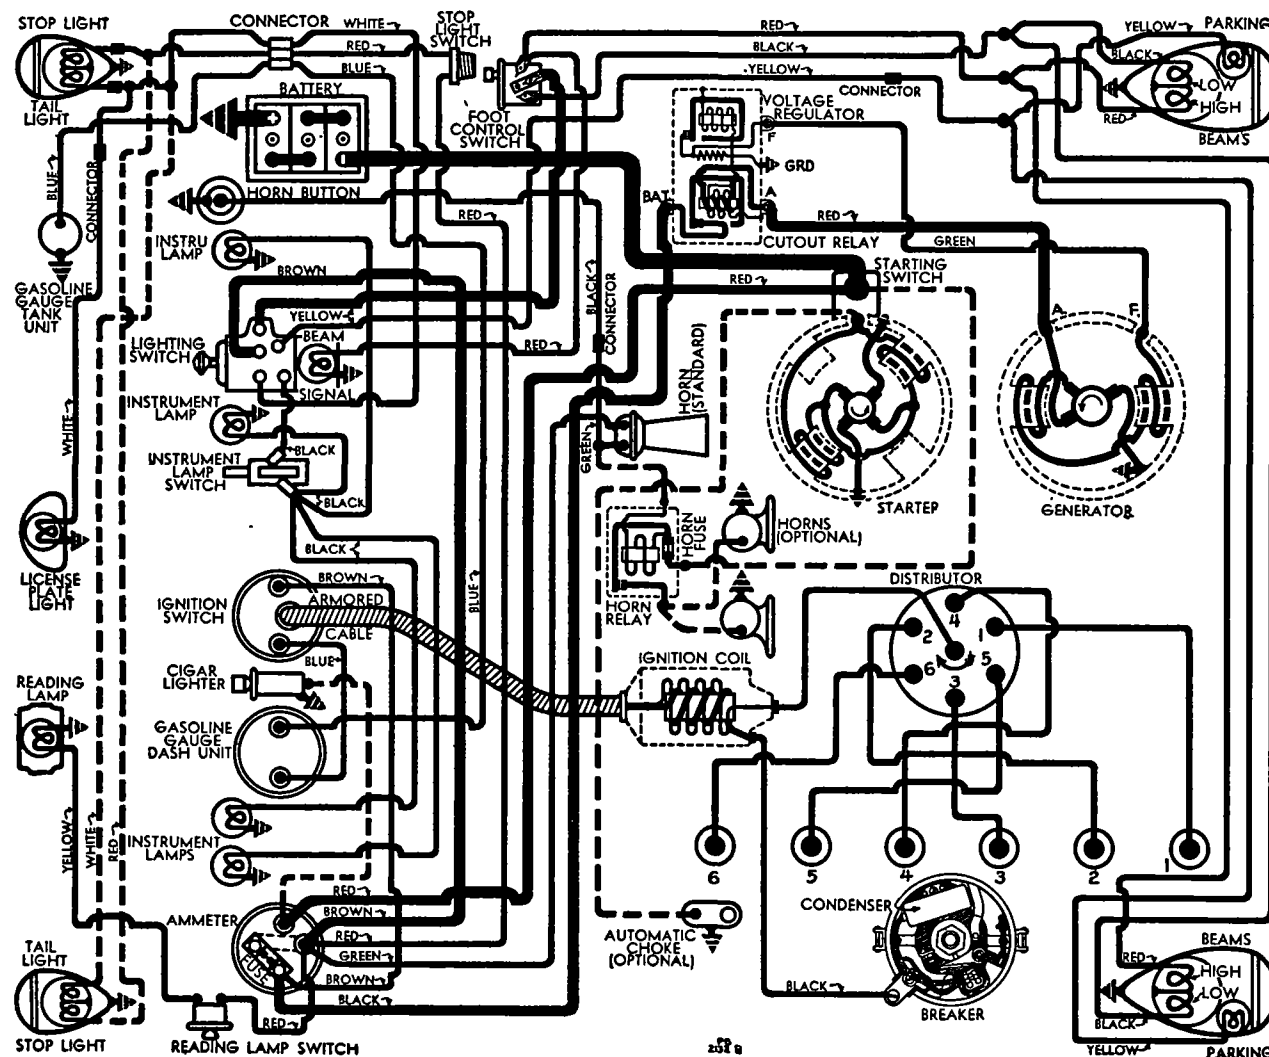 STOP LIGHT
TAIL
LIGHT
CONNECTOR
WHITE
RED
BLUE
STOP
LIGHT
SWITCH
FOOT
CONTROL
SWITCH
RED
BLACK
YELLOW
CONNECTOR
YELLOW
BLACK
PARKING
LOW
HIGH
RED
BEAMS
BATTERY
VOLTAGE
REGULATOR
F
GRD
BAT.
A
CUTOUT RELAY
RED
GREEN
BLUE
CONNECTOR
HORN BUTTON
RED
INSTRU
LAMP
BROWN
GASOLINE
GAUGE
TANK
UNIT
YELLOW
LIGHTING
SWITCH
BEAM
SIGNAL
RED
BLACK
CONNECTOR
RED
STARTING
SWITCH
A.
F.
INSTRUMENT
LAMP
HORN
(STANDARD)
GREEN
WHITE
INSTRUMENT
LAMP
SWITCH
BLACK
BLACK
BLACK
STARTER
GENERATOR
HORN
FUSE
HORNS
(OPTIONAL)
HORN
RELAY
LICENSE
PLATE
LIGHT
IGNITION
SWITCH
BROWN
ARMORED
CABLE
BLUE
BLUE
DISTRIBUTOR
4
2
1
6
5
3
IGNITION COIL
CIGAR
LIGHTER
READING
LAMP
GASOLINE
GAUGE
DASH UNIT
INSTRUMENT
LAMPS
YELLOW
WHITE
RED
6
5
4
3
2
1
AMMETER
FUSE
RED
BROWN
RED
GREEN
BROWN
BLACK
RED
AUTOMATIC
CHOKE
(OPTIONAL)
CONDENSER
BLACK
BREAKER
TAIL
LIGHT
STOP LIGHT
READING LAMP SWITCH
BEAMS
RED
HIGH
LOW
BLACK
YELLOW
PARKING